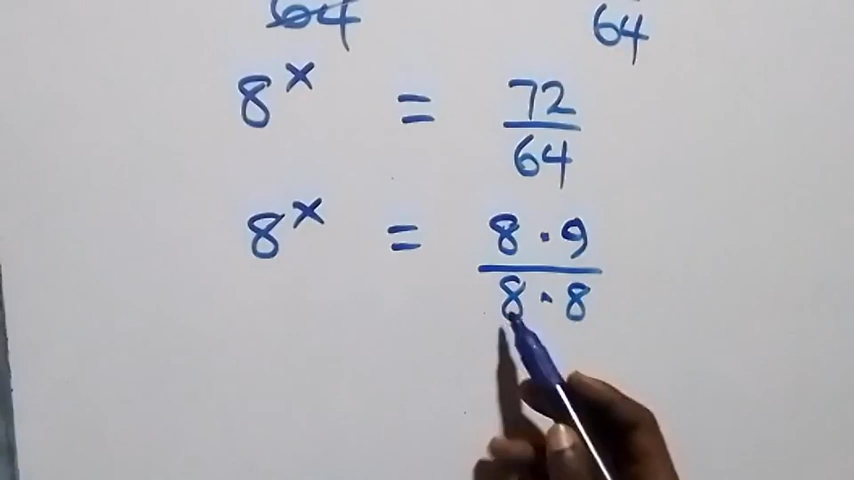 64 64
8^x = 72/64
8^x = 8·9/8·8